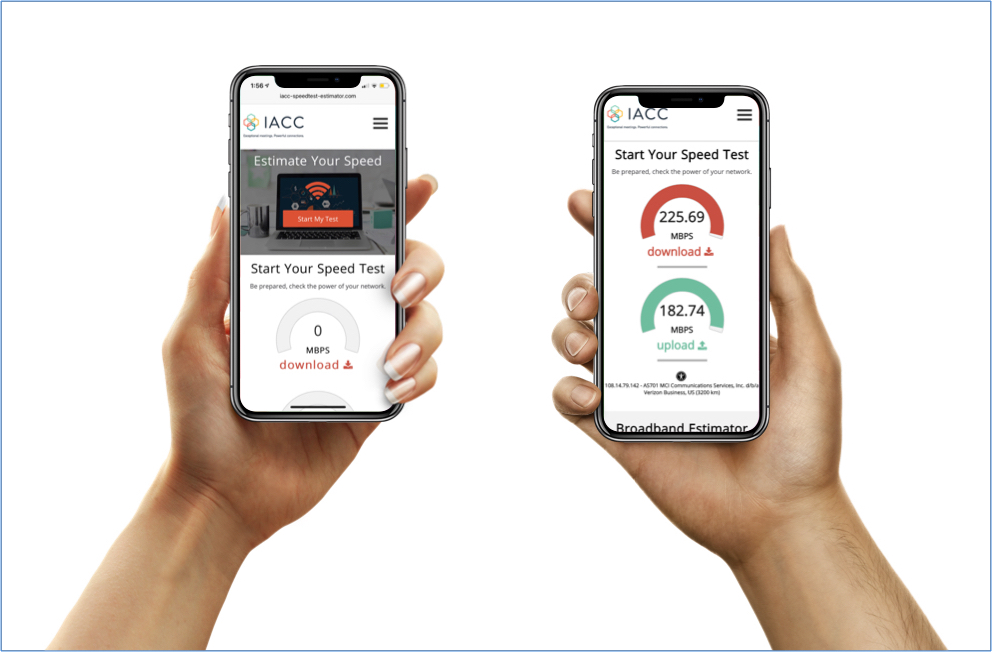 1:56
iacc-speedtest-estimator.com
IACC
Exceptional meetings. Powerful connections.
Estimate Your Speed
Start My Test
Start Your Speed Test
Be prepared, check the power of your network.
0
MBPS
download
IACC
Exceptional meetings. Powerful connections.
Start Your Speed Test
Be prepared, check the power of your network.
225.69
MBPS
download
182.74
MBPS
upload
108.14.79.142 - AS701 MCI Communications Services, Inc. d/b/a
Verizon Business, US (3200 km)
Broadband Estimator